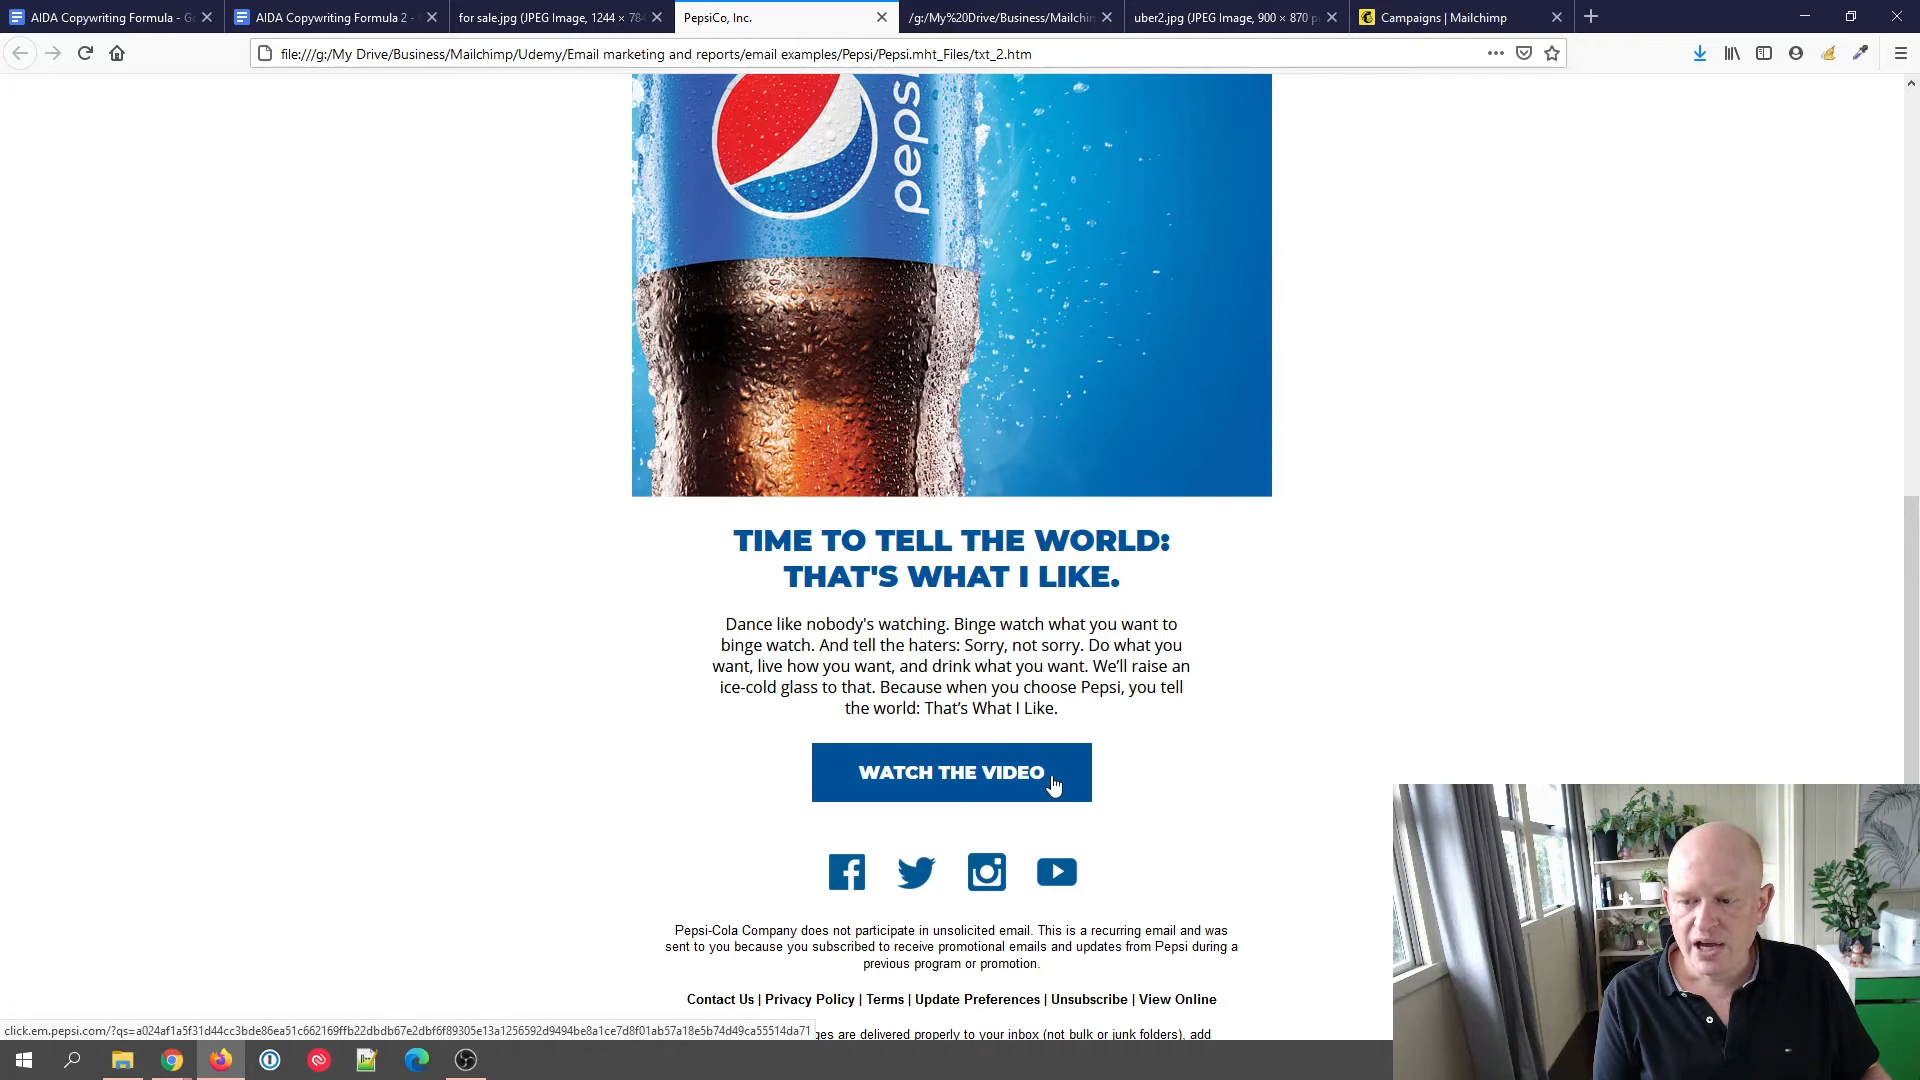 AIDA Copywriting Formula - Go
AIDA Copywriting Formula 2 -
for sale.jpg (JPEG Image, 1244 × 784
PepsiCo, Inc.
/g:/My%20Drive/Business/Mailchim
uber2.jpg (JPEG Image, 900 × 870 p
Campaigns | Mailchimp
file:///g:/My Drive/Business/Mailchimp/Udemy/Email marketing and reports/email examples/Pepsi/Pepsi.mht_Files/txt_2.htm
pepsi
TIME TO TELL THE WORLD:
THAT'S WHAT I LIKE.
Dance like nobody's watching. Binge watch what you want to
binge watch. And tell the haters: Sorry, not sorry. Do what you
want, live how you want, and drink what you want. We’ll raise an
ice-cold glass to that. Because when you choose Pepsi, you tell
the world: That’s What I Like.
WATCH THE VIDEO
Pepsi-Cola Company does not participate in unsolicited email. This is a recurring email and was
sent to you because you subscribed to receive promotional emails and updates from Pepsi during a
previous program or promotion.
Contact Us | Privacy Policy | Terms | Update Preferences | Unsubscribe | View Online
click.em.pepsi.com/?qs=a024af1a5f31d44cc3bde86ea51c662169ffb22dbdb67e2dbf6f89305e13a1256592d9494be8a1ce7d8f01ab57a18e5b74d49ca55514da71
ges are delivered properly to your inbox (not bulk or junk folders), add